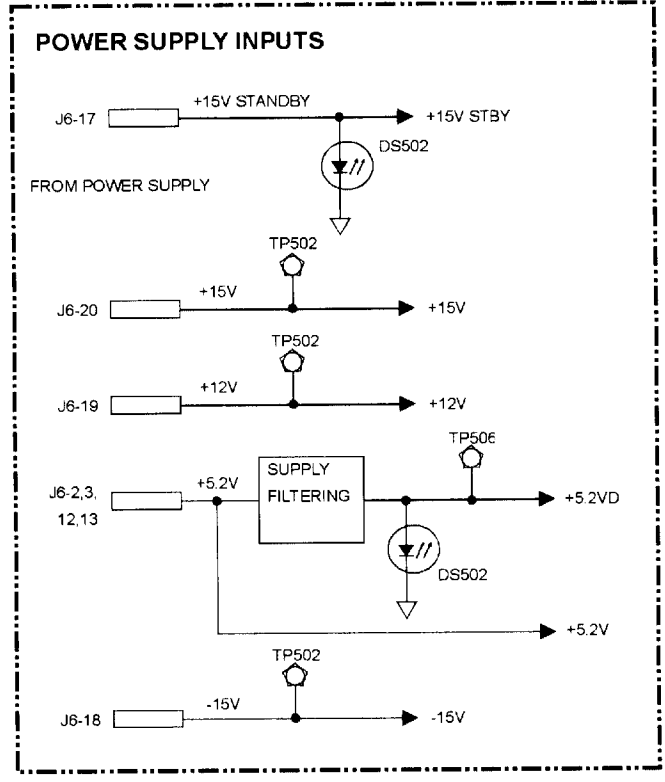 POWER SUPPLY INPUTS
J6-17
+15V STANDBY
+15V STBY
DS502
FROM POWER SUPPLY
TP502
J6-20
+15V
+15V
TP502
J6-19
+12V
+12V
TP506
J6-2,3,
12,13
+5.2V
SUPPLY
FILTERING
+5.2VD
DS502
+5.2V
TP502
J6-18
-15V
-15V